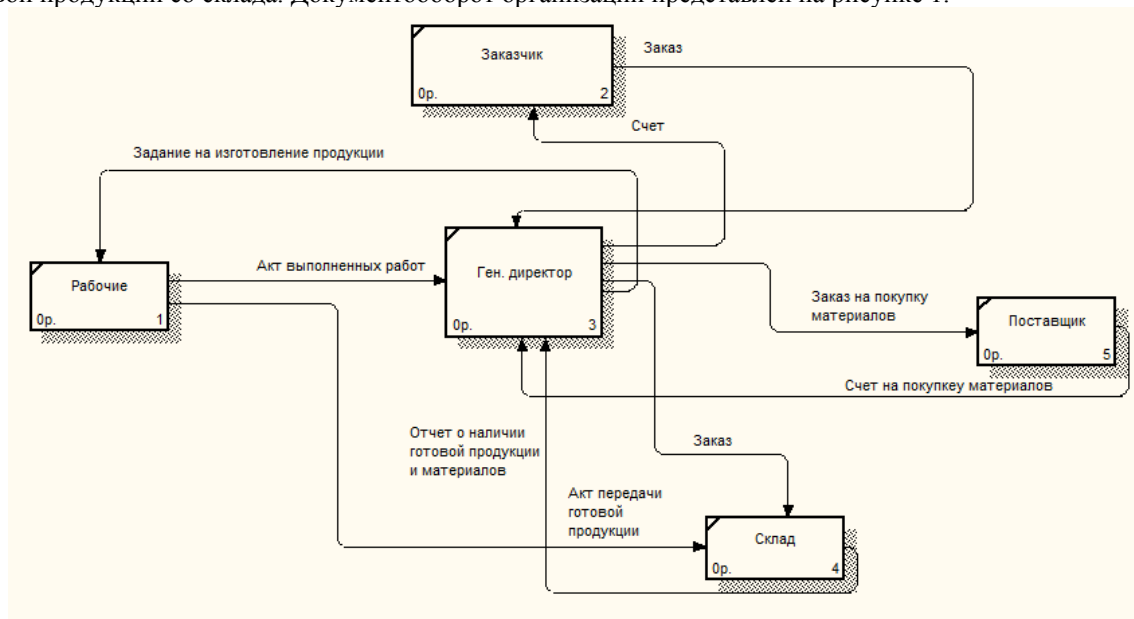 вой продукции со склада. Документооборот организации представлен на рисунке 1.
Заказчик
0р. 2
Заказ
Счет
Задание на изготовление продукции
Рабочие
0р. 1
Акт выполненных работ
Ген. директор
0р. 3
Заказ на покупку
материалов
Поставщик
0р. 5
Счет на покупкеу материалов
Отчет о наличии
готовой продукции
и материалов
Заказ
Акт передачи
готовой
продукции
Склад
0р. 4